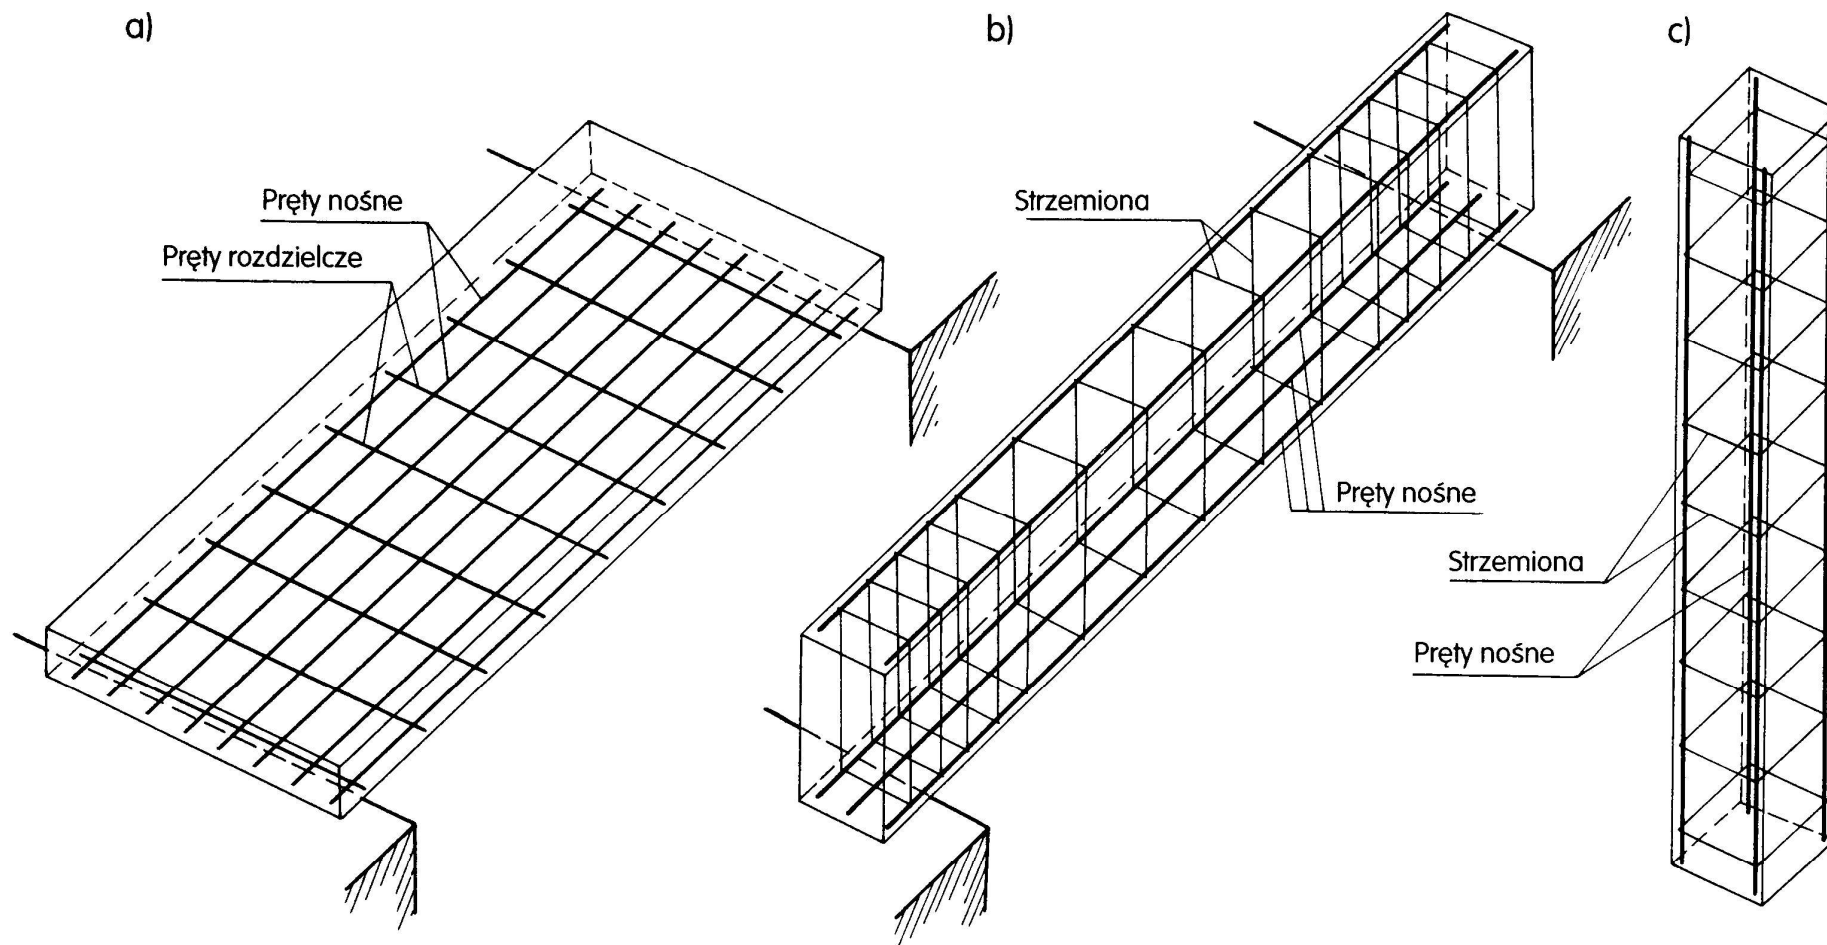 a)
Pręty nośne
Pręty rozdzielcze
b)
Strzemiona
Pręty nośne
c)
Strzemiona
Pręty nośne